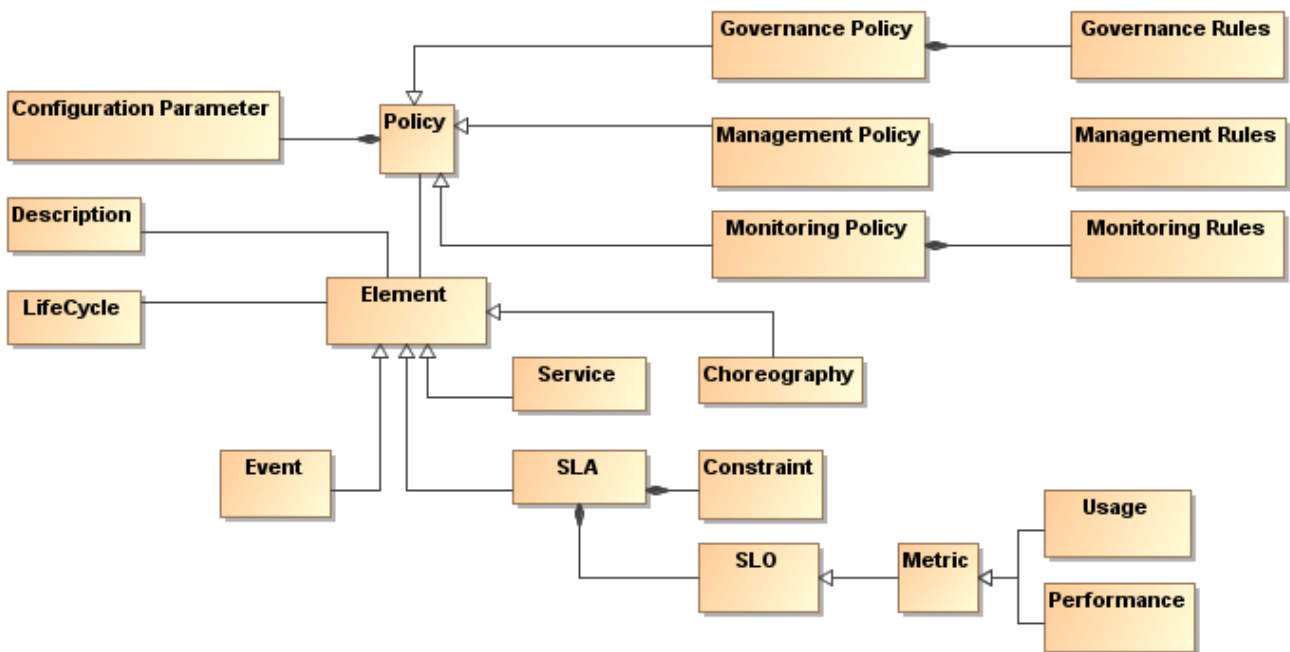 Governance Policy
Governance Rules
Configuration Parameter
Policy
Management Policy
Management Rules
Description
Monitoring Policy
Monitoring Rules
LifeCycle
Element
Service
Choreography
Event
SLA
Constraint
Usage
SLO
Metric
Performance